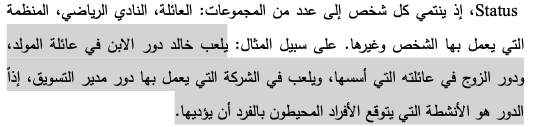 Status، إذ ينتمي كل شخص إلى عدد من المجموعات: العائلة، النادي الرياضي، المنظمة
التي يعمل بها الشخص وغيرها. على سبيل المثال: يلعب خالد دور الابن في عائلة المولد،
ودور الزوج في عائلته التي أسسها، ويلعب في الشركة التي يعمل بها دور مدير التسويق، إذاً
الدور هو الأنشطة التي يتوقع الأفراد المحيطون بالفرد أن يؤديها.